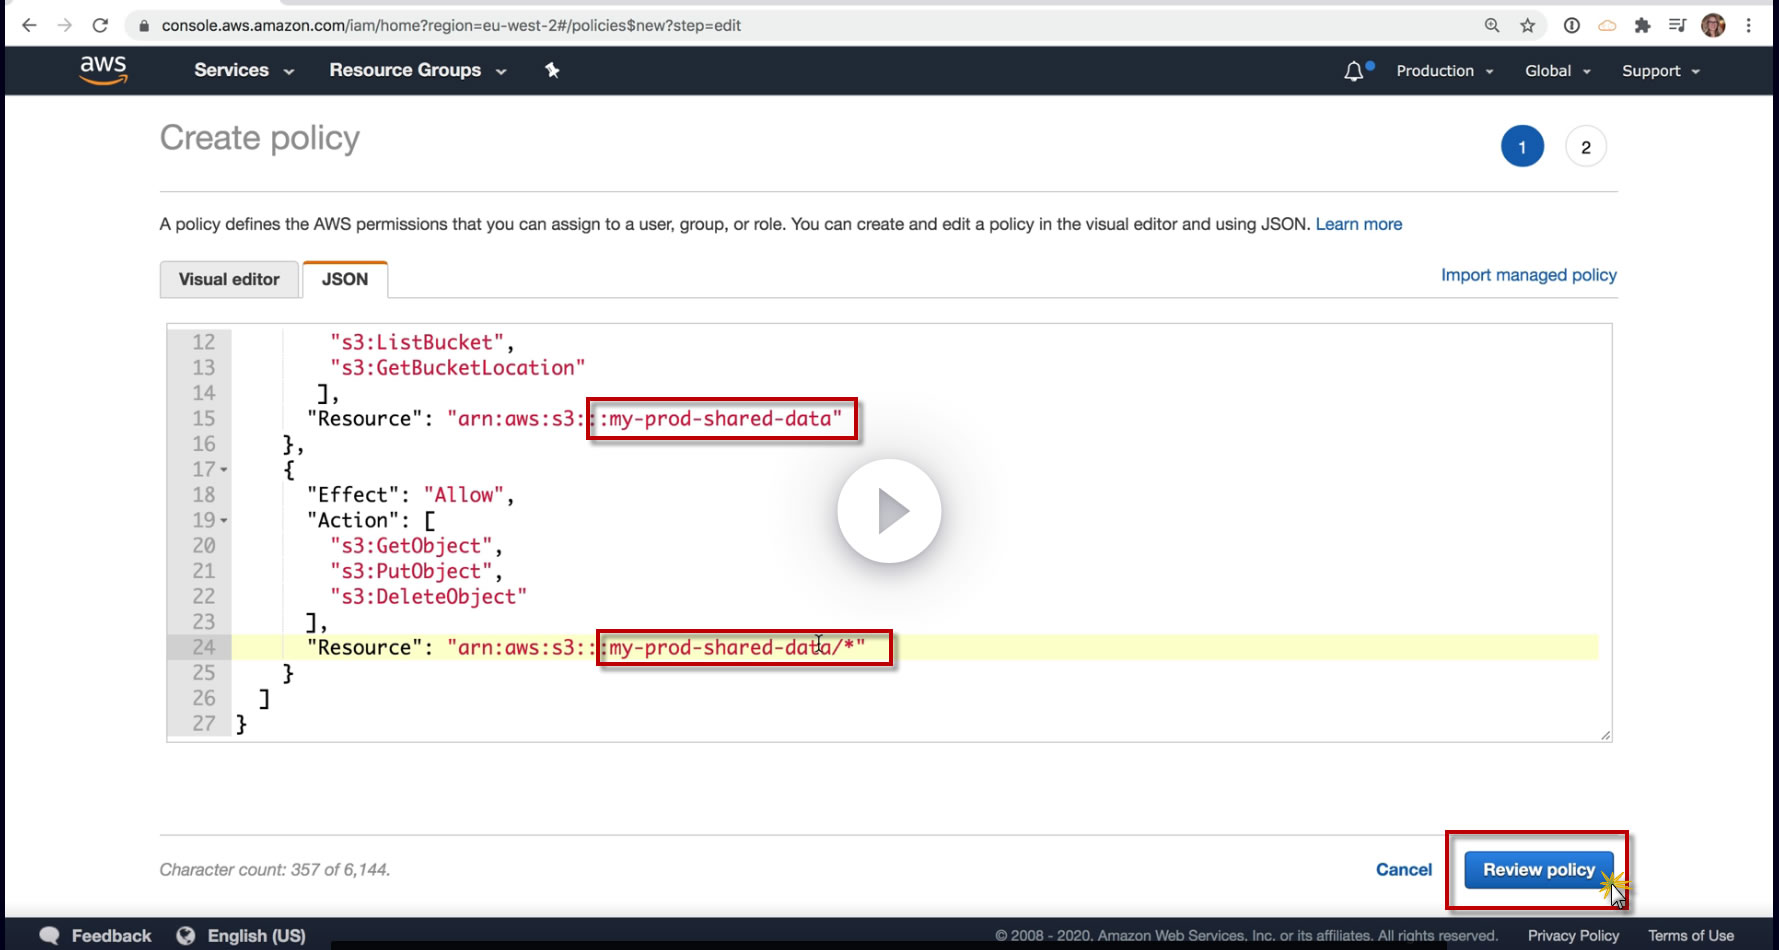 console.aws.amazon.com/iam/home?region=eu-west-2#/policies$new?step=edit
aws Services Resource Groups Production Global Support
Create policy
1 2
A policy defines the AWS permissions that you can assign to a user, group, or role. You can create and edit a policy in the visual editor and using JSON. Learn more
Visual editor JSON Import managed policy
12 "s3:ListBucket",
13 "s3:GetBucketLocation"
14 ],
15 "Resource": "arn:aws:s3:::my-prod-shared-data"
16 },
17 {
18 "Effect": "Allow",
19 "Action": [
20 "s3:GetObject",
21 "s3:PutObject",
22 "s3:DeleteObject"
23 ],
24 "Resource": "arn:aws:s3:::my-prod-shared-data/*"
25 }
26 ]
27 }
Character count: 357 of 6,144. Cancel Review policy
Feedback English (US) © 2008 - 2020, Amazon Web Services, Inc. or its affiliates. All rights reserved. Privacy Policy Terms of Use